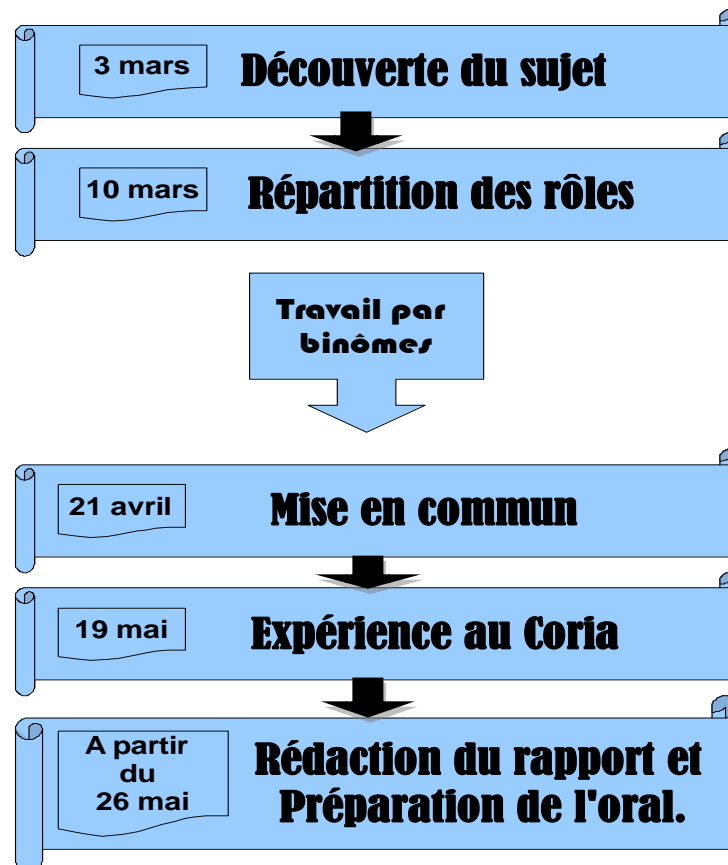 3 mars
Découverte du sujet
10 mars
Répartition des rôles
Travail par
binômes
21 avril
Mise en commun
19 mai
Expérience au Coria
A partir
du
26 mai
Rédaction du rapport et
Préparation de l'oral.